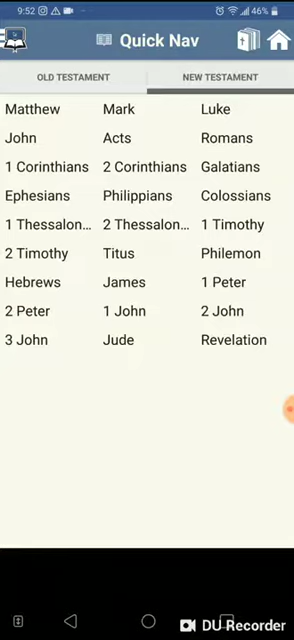 9:52 46%
Quick Nav
OLD TESTAMENT NEW TESTAMENT
Matthew Mark Luke
John Acts Romans
1 Corinthians 2 Corinthians Galatians
Ephesians Philippians Colossians
1 Thessalon... 2 Thessalon... 1 Timothy
2 Timothy Titus Philemon
Hebrews James 1 Peter
2 Peter 1 John 2 John
3 John Jude Revelation
DU Recorder